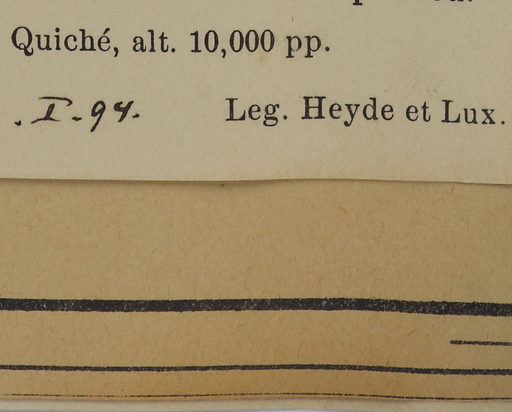 Quiché, alt. 10,000 pp.
. I - 94. Leg. Heyde et Lux.